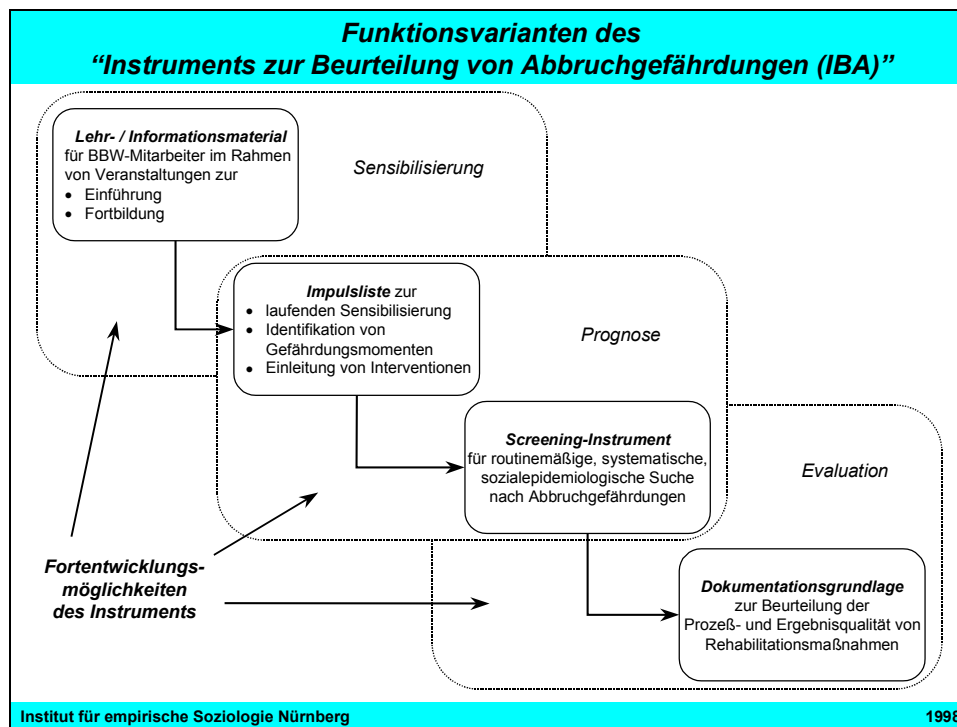 Funktionsvarianten des
“Instruments zur Beurteilung von Abbruchgefährdungen (IBA)”
Lehr- / Informationsmaterial
für BBW-Mitarbeiter im Rahmen
von Veranstaltungen zur
• Einführung
• Fortbildung
Sensibilisierung
Impulsliste zur
• laufenden Sensibilisierung
• Identifikation von
Gefährdungsmomenten
• Einleitung von Interventionen
Prognose
Screening-Instrument
für routinemäßige, systematische,
sozialepidemiologische Suche
nach Abbruchgefährdungen
Evaluation
Fortentwicklungs-
möglichkeiten
des Instruments
Dokumentationsgrundlage
zur Beurteilung der
Prozeß- und Ergebnisqualität von
Rehabilitationsmaßnahmen
Institut für empirische Soziologie Nürnberg
1998